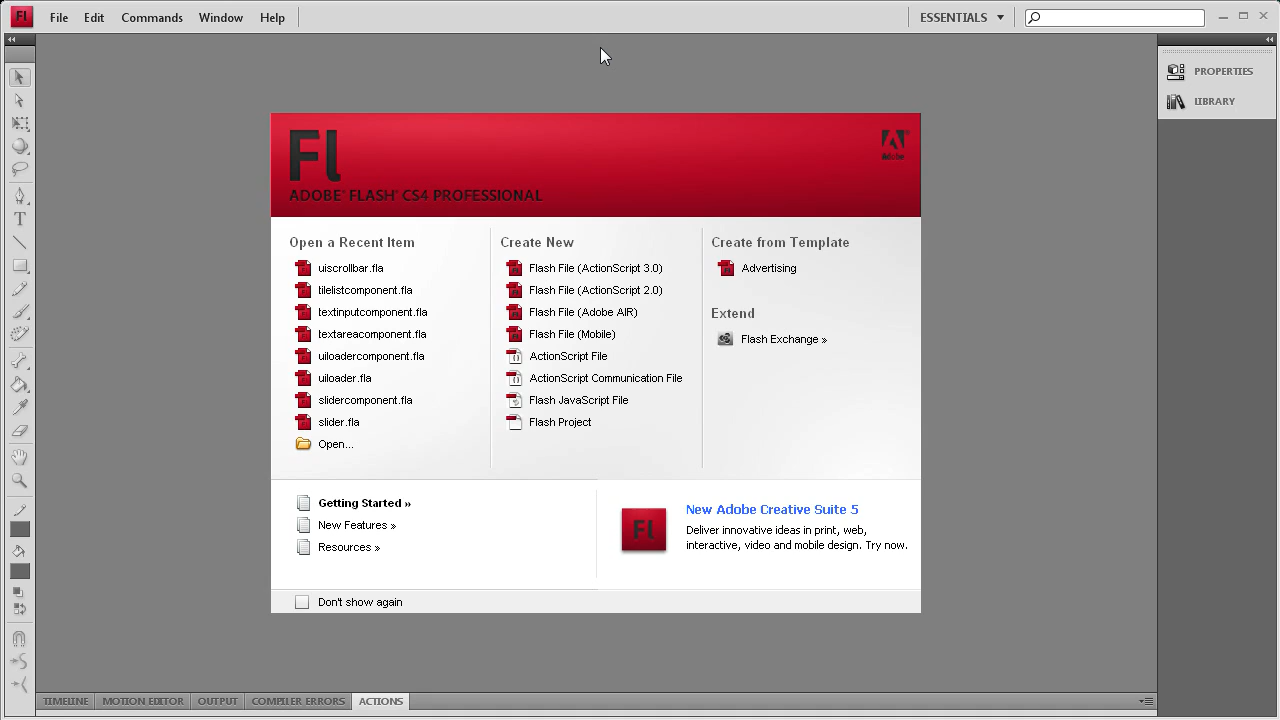 Fl File Edit Commands Window Help ESSENTIALS
PROPERTIES
LIBRARY
Fl
Adobe
ADOBE® FLASH® CS4 PROFESSIONAL
Open a Recent Item
uiscrollbar.fla
tilelistcomponent.fla
textinputcomponent.fla
textareacomponent.fla
uiloadercomponent.fla
uiloader.fla
slidercomponent.fla
slider.fla
Open...
Create New
Flash File (ActionScript 3.0)
Flash File (ActionScript 2.0)
Flash File (Adobe AIR)
Flash File (Mobile)
ActionScript File
ActionScript Communication File
Flash JavaScript File
Flash Project
Create from Template
Advertising
Extend
Flash Exchange »
Getting Started »
New Features »
Resources »
Fl
New Adobe Creative Suite 5
Deliver innovative ideas in print, web,
interactive, video and mobile design. Try now.
Don't show again
TIMELINE MOTION EDITOR OUTPUT COMPILER ERRORS ACTIONS